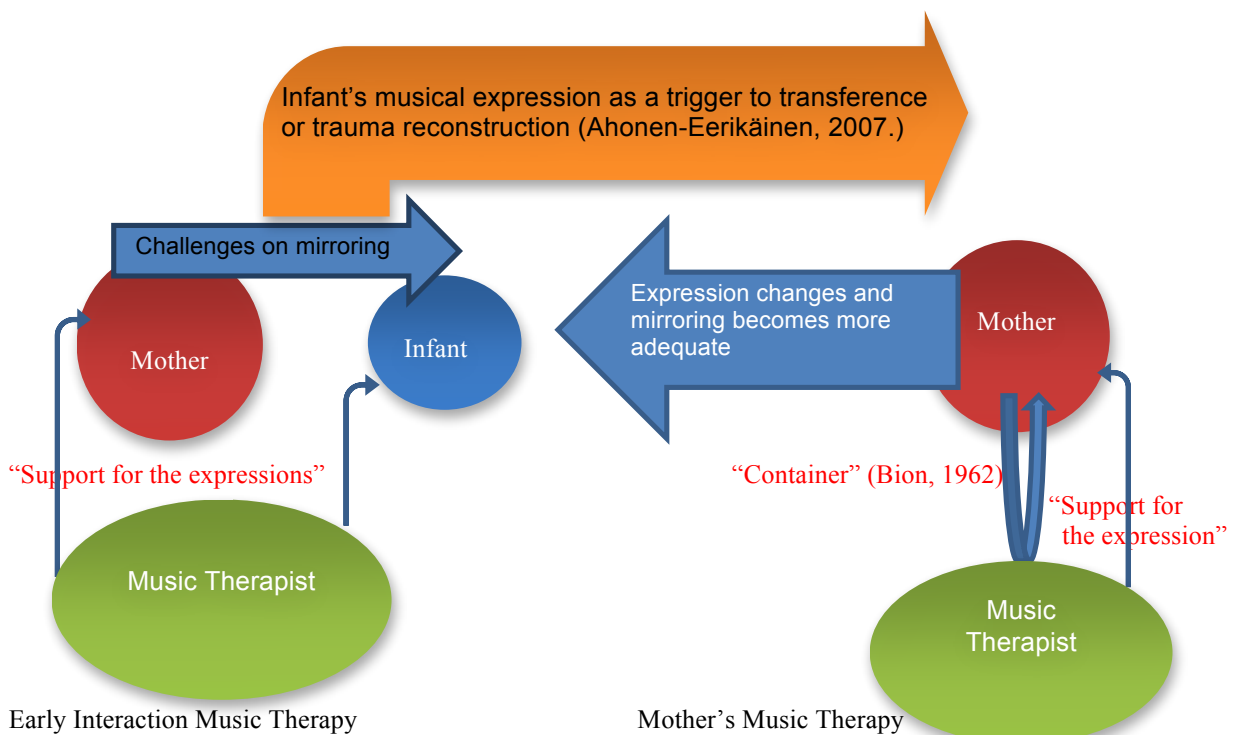 Infant's musical expression as a trigger to transference
or trauma reconstruction (Ahonen-Eerikäinen, 2007.)
Challenges on mirroring
Mother
Infant
Expression changes and
mirroring becomes more
adequate
Mother
“Support for the expressions”
“Container” (Bion, 1962)
“Support for
the expression”
Music Therapist
Music
Therapist
Early Interaction Music Therapy
Mother's Music Therapy